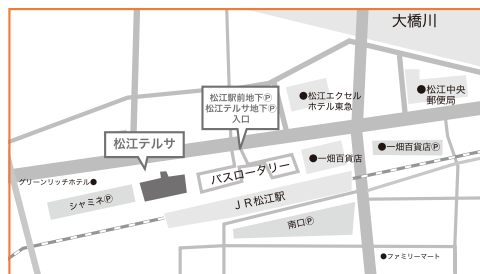 大橋川
松江駅前地下Ⓟ
松江テルサ地下Ⓟ
入口
●松江エクセル
ホテル東急
●松江中央
郵便局
松江テルサ
●一畑百貨店
●一畑百貨店Ⓟ
グリーンリッチホテル●
バスロータリー
シャミネⓅ
ＪＲ松江駅
南口Ⓟ
●ファミリーマート